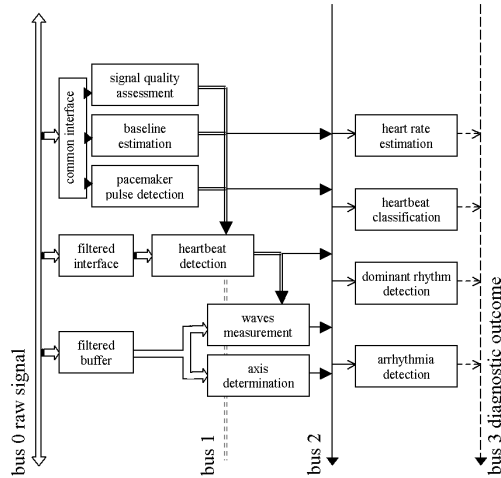 signal quality
assessment
common interface
baseline
estimation
heart rate
estimation
pacemaker
pulse detection
heartbeat
classification
filtered
interface
heartbeat
detection
dominant rhythm
detection
waves
measurement
filtered
buffer
axis
determination
arrhythmia
detection
bus 0 raw signal
bus 1
bus 2
bus 3 diagnostic outcome